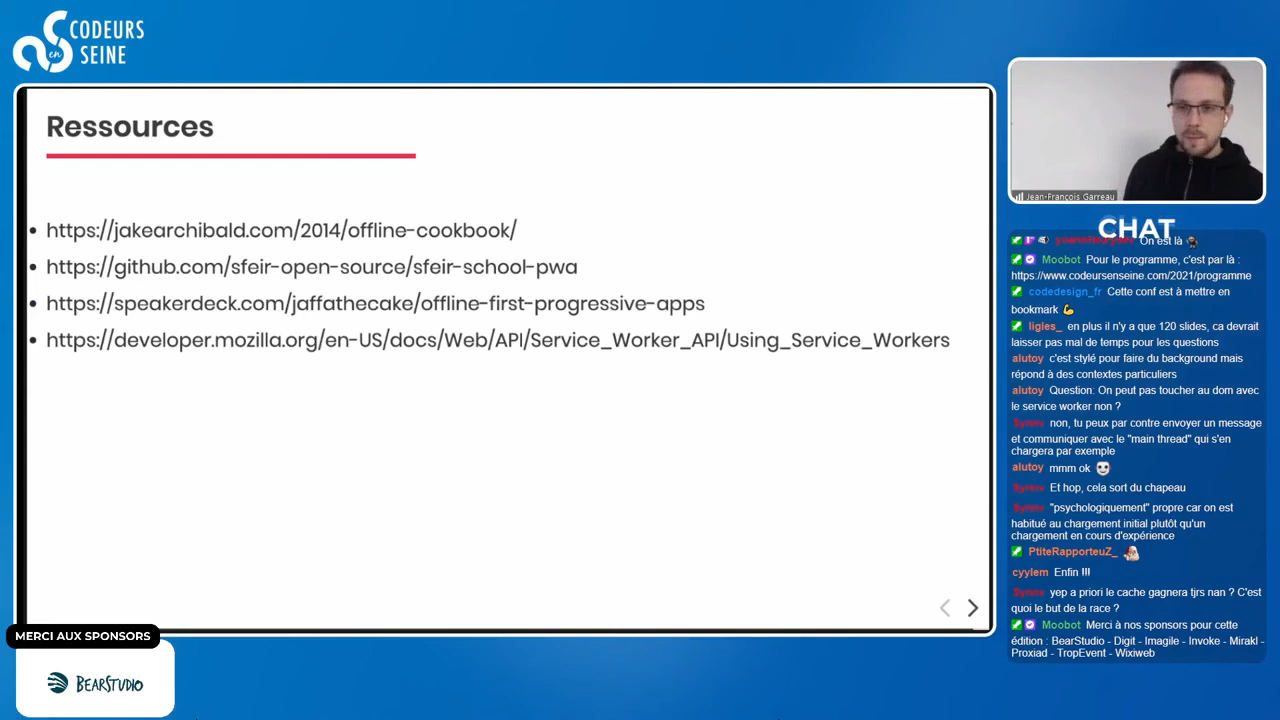 CODEURS
en
SEINE
Ressources
• https://jakearchibald.com/2014/offline-cookbook/
• https://github.com/sfeir-open-source/sfeir-school-pwa
• https://speakerdeck.com/jaffathecake/offline-first-progressive-apps
• https://developer.mozilla.org/en-US/docs/Web/API/Service_Worker_API/Using_Service_Workers
MERCI AUX SPONSORS
BEARSTUDIO
Jean-François Garreau
CHAT
On est là
Moobot Pour le programme, c'est par là :
https://www.codeursenseine.com/2021/programme
codedesign_fr Cette conf est à mettre en
bookmark
ligies_ en plus il n'y a que 120 slides, ca devrait
laisser pas mal de temps pour les questions
alutoy c'est stylé pour faire du background mais
répond à des contextes particuliers
alutoy Question: On peut pas toucher au dom avec
le service worker non ?
non, tu peux par contre envoyer un message
et communiquer avec le "main thread" qui s'en
chargera par exemple
alutoy mmm ok
Et hop, cela sort du chapeau
"psychologiquement" propre car on est
habitué au chargement initial plutôt qu'un
chargement en cours d'expérience
PtiteRapporteuZ_
cyylem Enfin !!!
yep a priori le cache gagnera tjrs nan ? C'est
quoi le but de la race ?
Moobot Merci à nos sponsors pour cette
édition : BearStudio - Digit - Imagile - Invoke - Mirakl -
Proxiad - TropEvent - Wixiweb